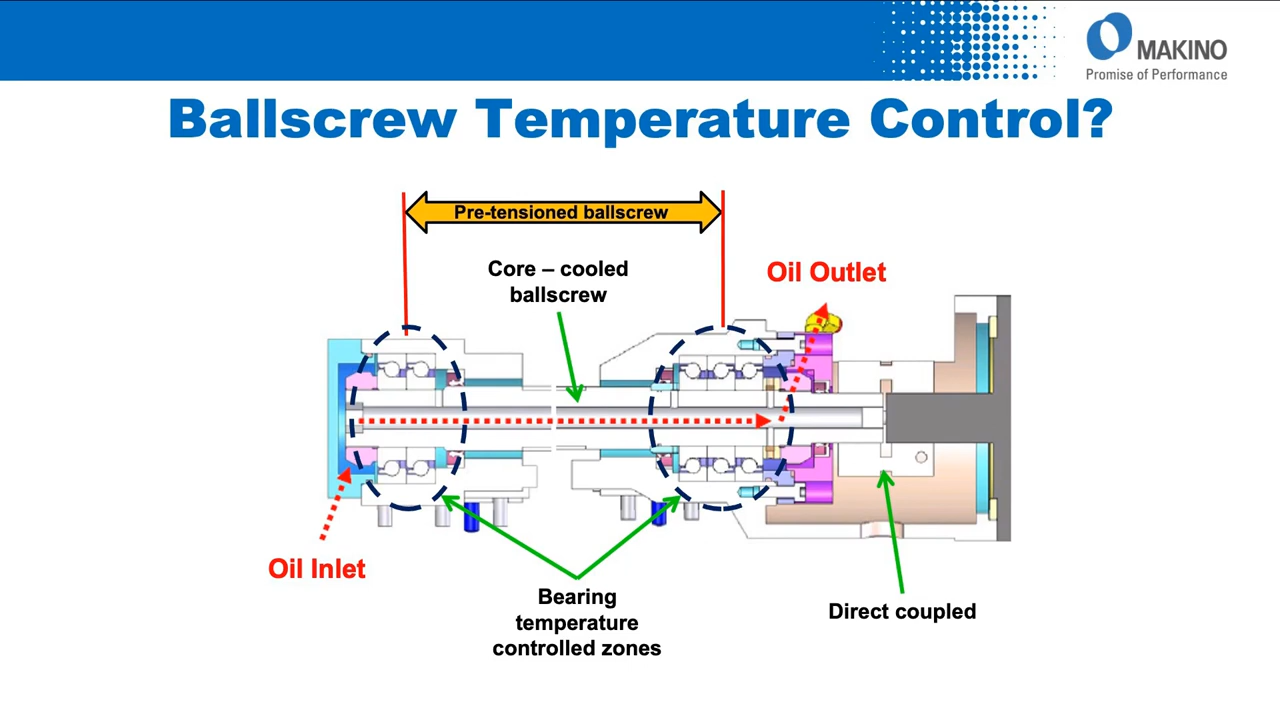 MAKINO
Promise of Performance
Ballscrew Temperature Control?
Pre-tensioned ballscrew
Core – cooled
ballscrew
Oil Outlet
Oil Inlet
Bearing
temperature
controlled zones
Direct coupled